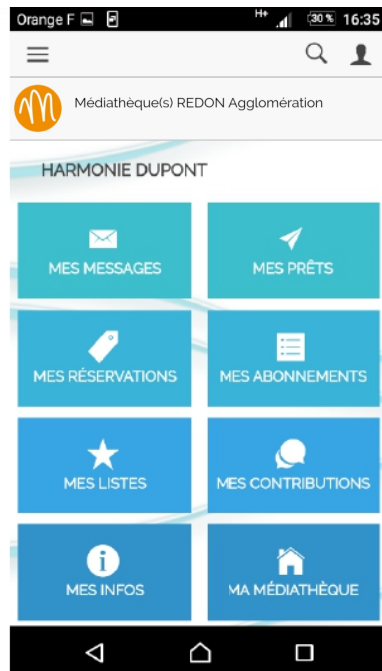 Orange F H+ 30 % 16:35
Médiathèque(s) REDON Agglomération
HARMONIE DUPONT
MES MESSAGES MES PRÊTS
MES RÉSERVATIONS MES ABONNEMENTS
MES LISTES MES CONTRIBUTIONS
MES INFOS MA MÉDIATHÈQUE